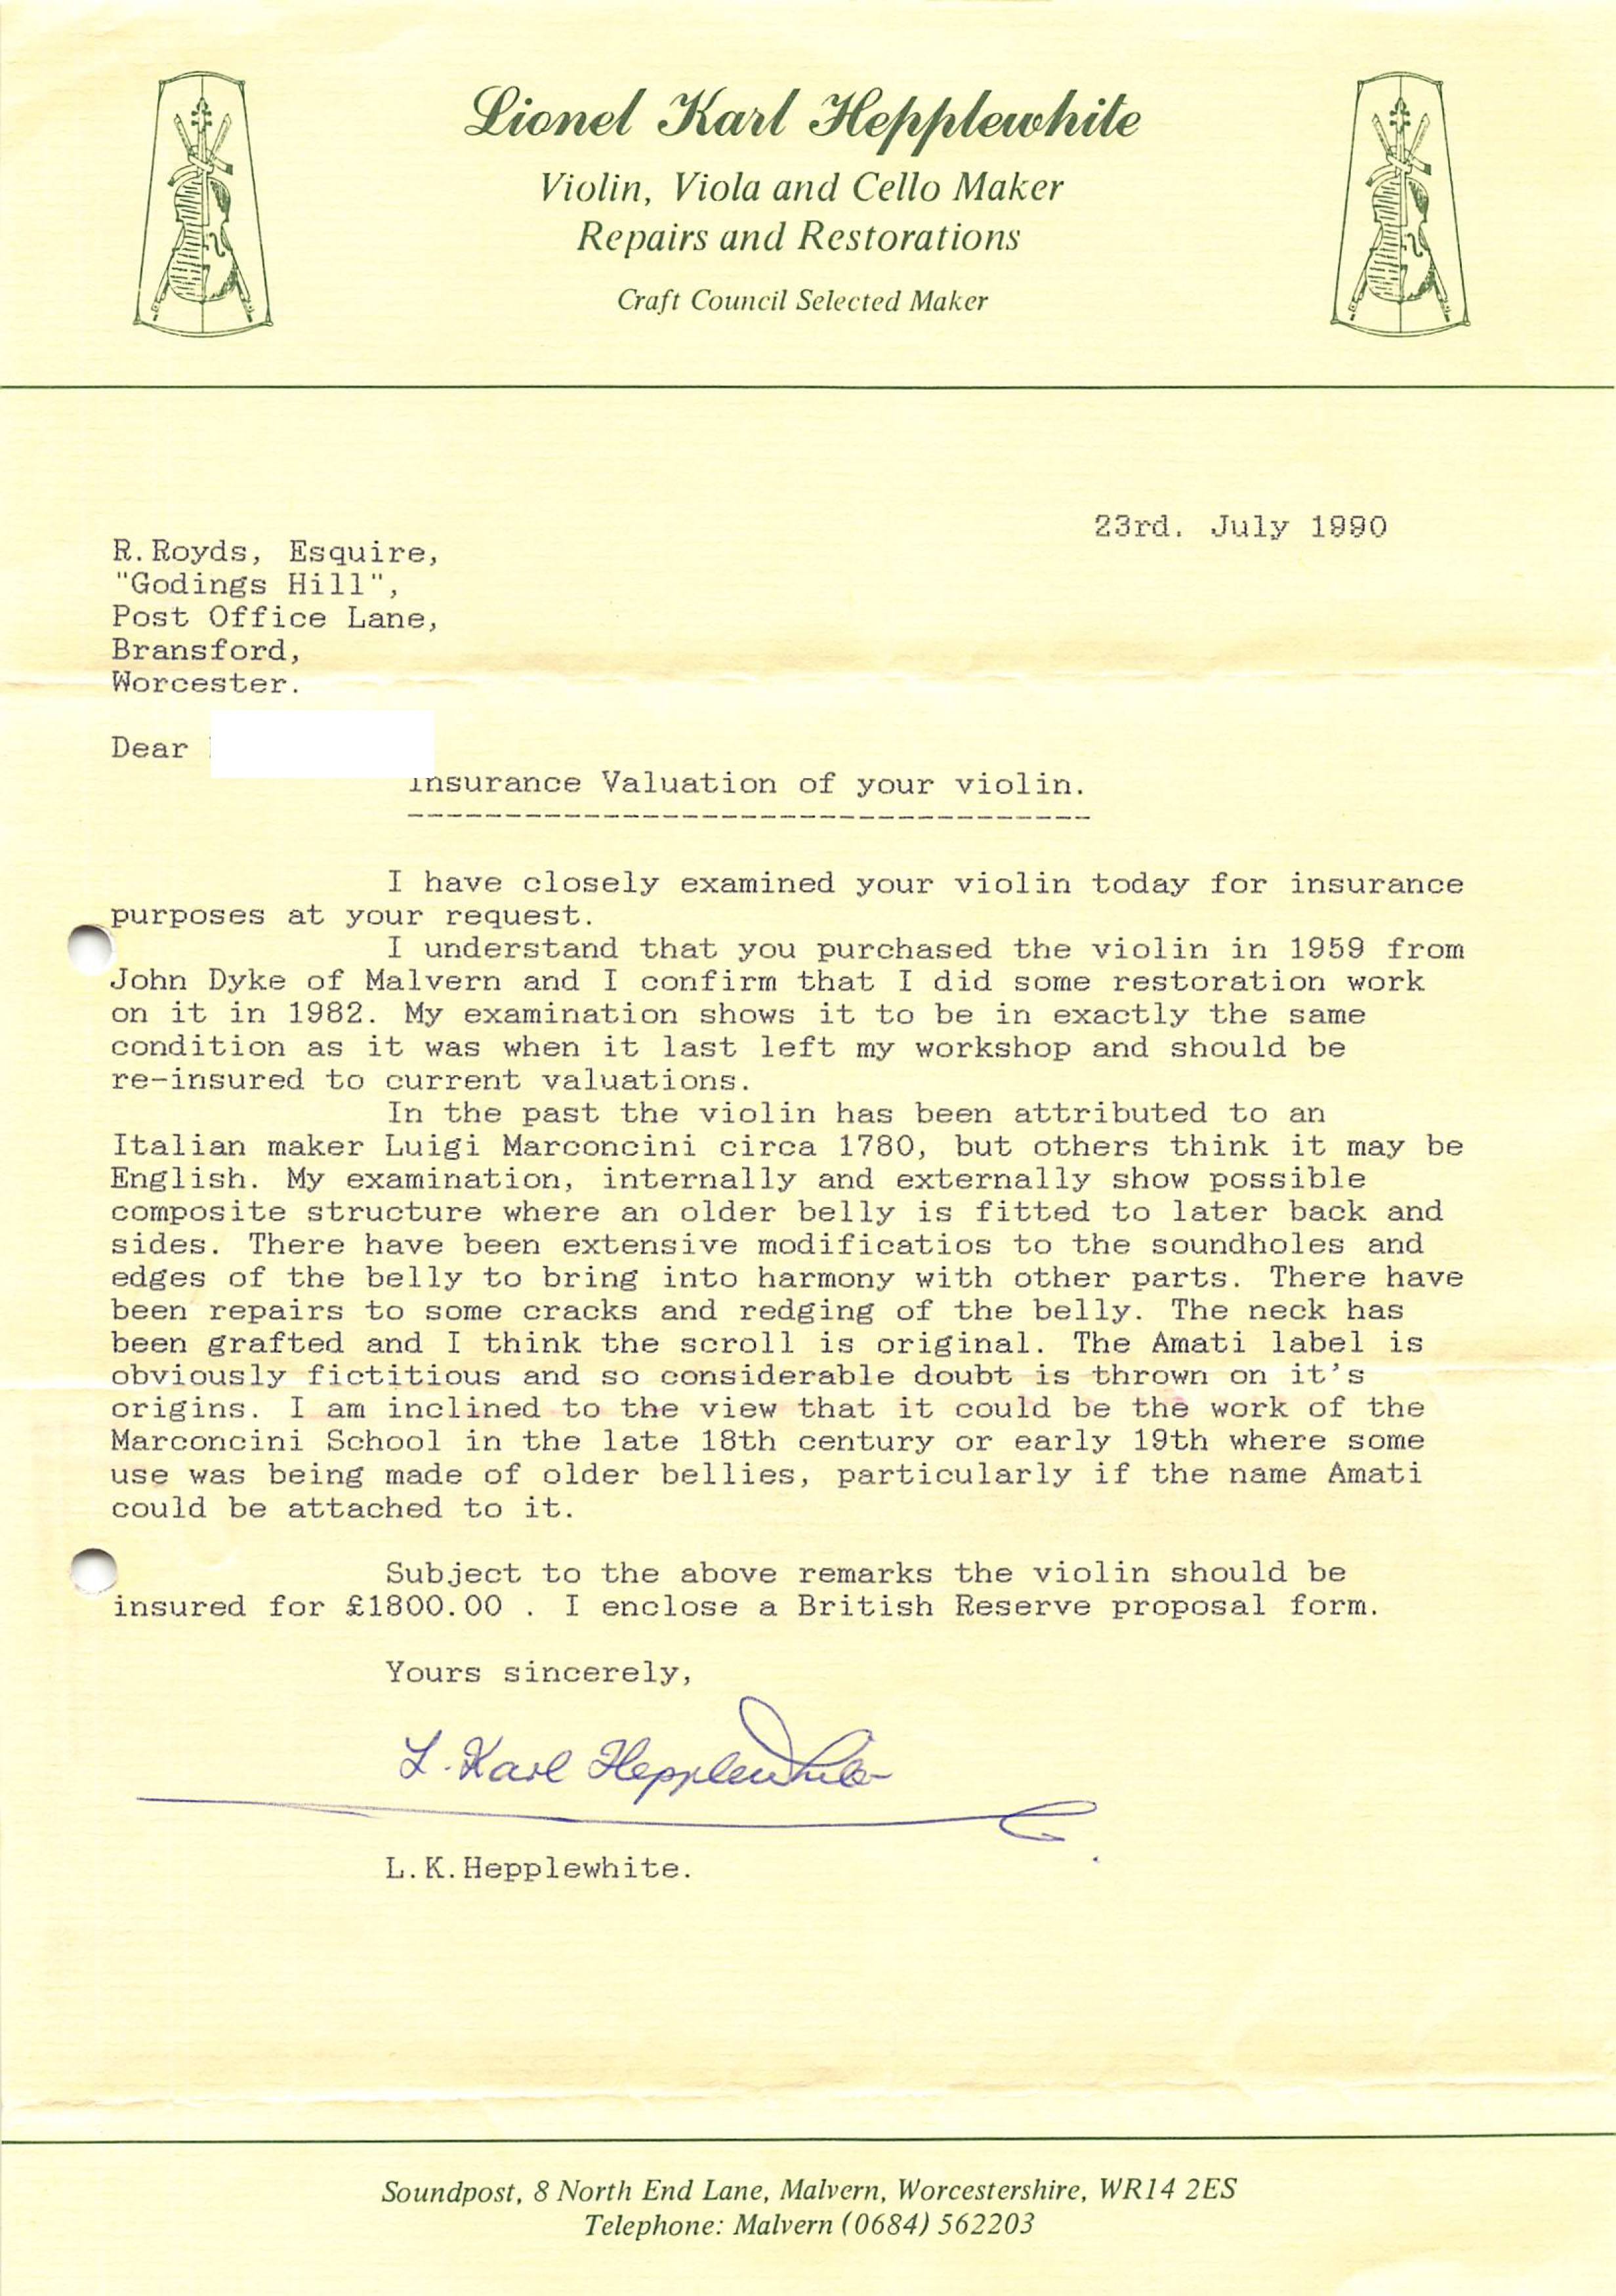 Lionel Karl Hepplewhite
Violin, Viola and Cello Maker
Repairs and Restorations
Craft Council Selected Maker
23rd. July 1990
R.Royds, Esquire,
"Godings Hill",
Post Office Lane,
Bransford,
Worcester.
Dear
Insurance Valuation of your violin.
I have closely examined your violin today for insurance
purposes at your request.
I understand that you purchased the violin in 1959 from
John Dyke of Malvern and I confirm that I did some restoration work
on it in 1982. My examination shows it to be in exactly the same
condition as it was when it last left my workshop and should be
re-insured to current valuations.
In the past the violin has been attributed to an
Italian maker Luigi Marconcini circa 1780, but others think it may be
English. My examination, internally and externally show possible
composite structure where an older belly is fitted to later back and
sides. There have been extensive modificatios to the soundholes and
edges of the belly to bring into harmony with other parts. There have
been repairs to some cracks and redging of the belly. The neck has
been grafted and I think the scroll is original. The Amati label is
obviously fictitious and so considerable doubt is thrown on it's
origins. I am inclined to the view that it could be the work of the
Marconcini School in the late 18th century or early 19th where some
use was being made of older bellies, particularly if the name Amati
could be attached to it.
Subject to the above remarks the violin should be
insured for £1800.00 . I enclose a British Reserve proposal form.
Yours sincerely,
L. Karl Hepplewhite
L.K.Hepplewhite.
Soundpost, 8 North End Lane, Malvern, Worcestershire, WR14 2ES
Telephone: Malvern (0684) 562203